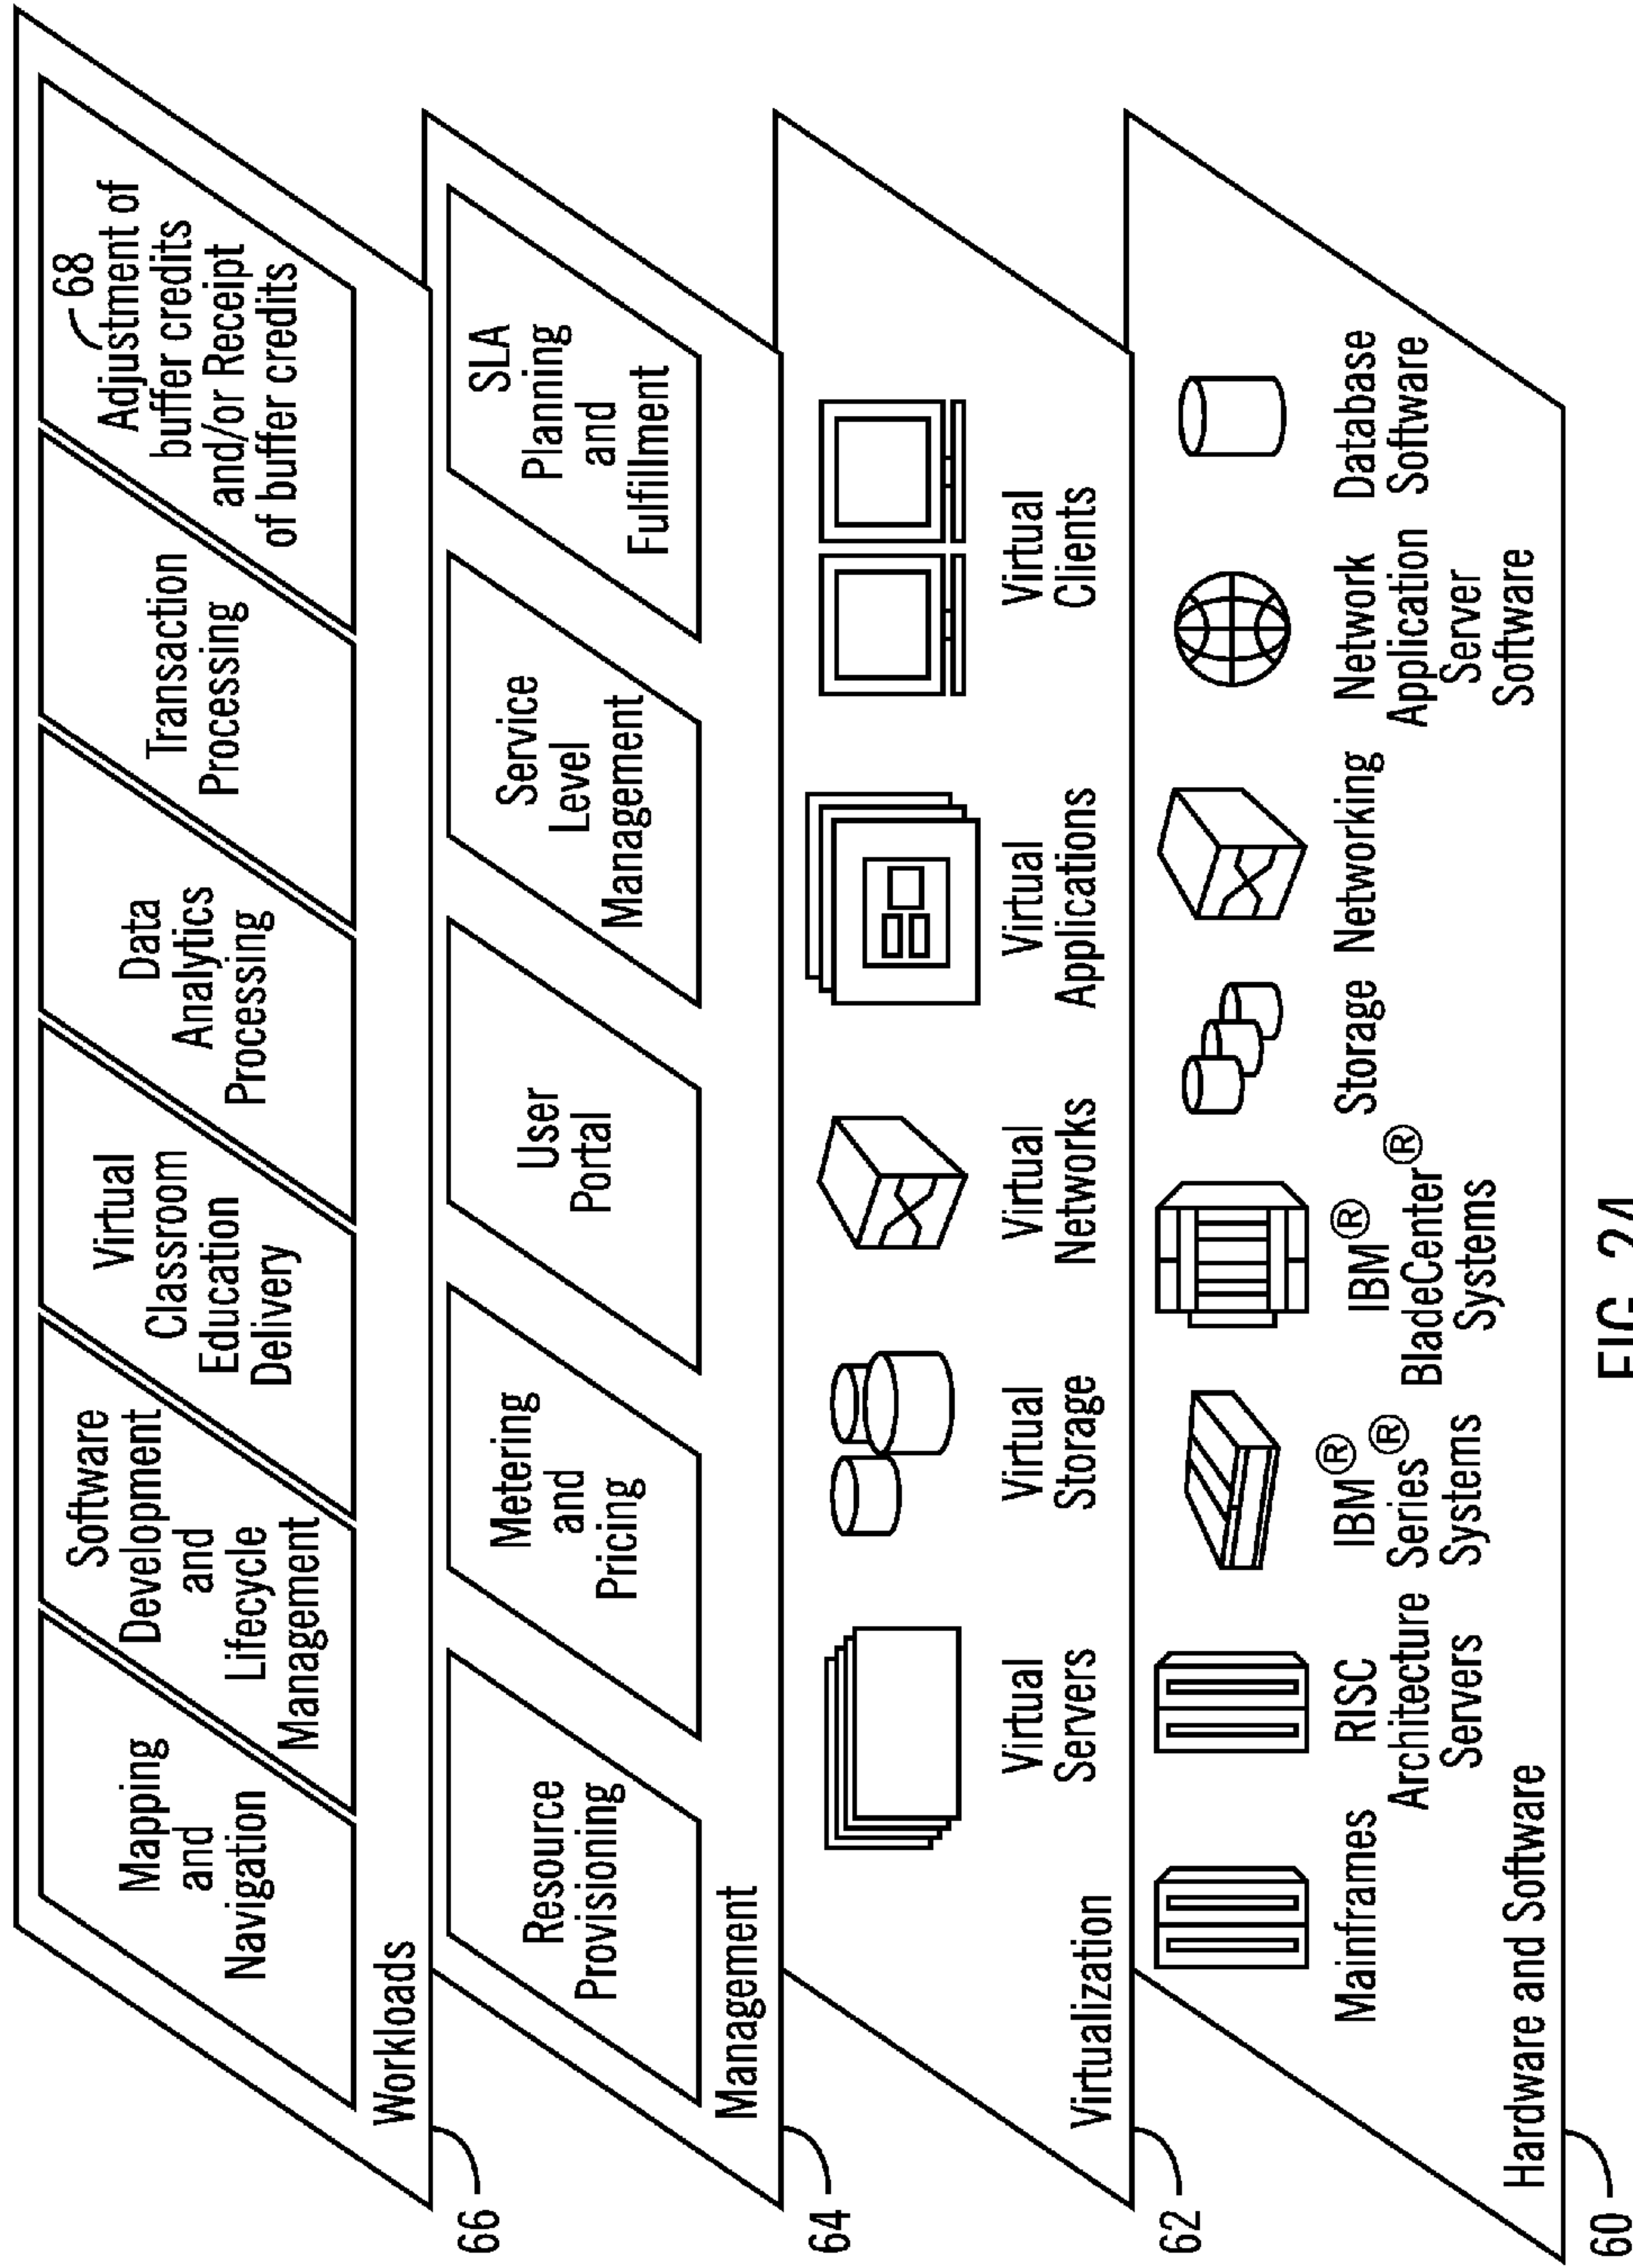 68
Mapping
and
Navigation
Software
Development
and
Lifecycle
Management
Virtual
Classroom
Education
Delivery
Data
Analytics
Processing
Transaction
Processing
Adjustment of
buffer credits
and/or Receipt
of buffer credits
Workloads
66
Resource
Provisioning
Metering
and
Pricing
User
Portal
Service
Level
Management
SLA
Planning
and
Fulfillment
Management
64
Virtual
Servers
Virtual
Storage
Virtual
Networks
Virtual
Applications
Virtual
Clients
Virtualization
62
Mainframes
RISC
Architecture
Servers
IBM®
Series®
Systems
IBM®
BladeCenter®
Systems
Storage
Networking
Network
Application
Server
Software
Database
Software
Hardware and Software
60
FIG. 24